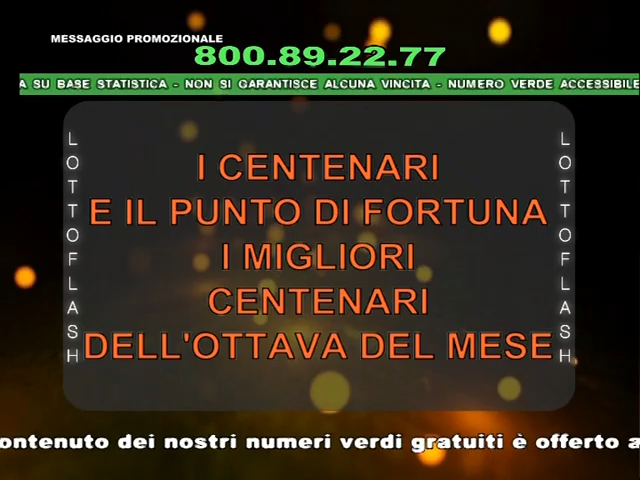 MESSAGGIO PROMOZIONALE
800.89.22.77
A SU BASE STATISTICA - NON SI GARANTISCE ALCUNA VINCITA - NUMERO VERDE ACCESSIBILE
LOTTOFLASH
I CENTENARI
E IL PUNTO DI FORTUNA
I MIGLIORI
CENTENARI
DELL'OTTAVA DEL MESE
LOTTOFLASH
ontenuto dei nostri numeri verdi gratuiti è offerto a